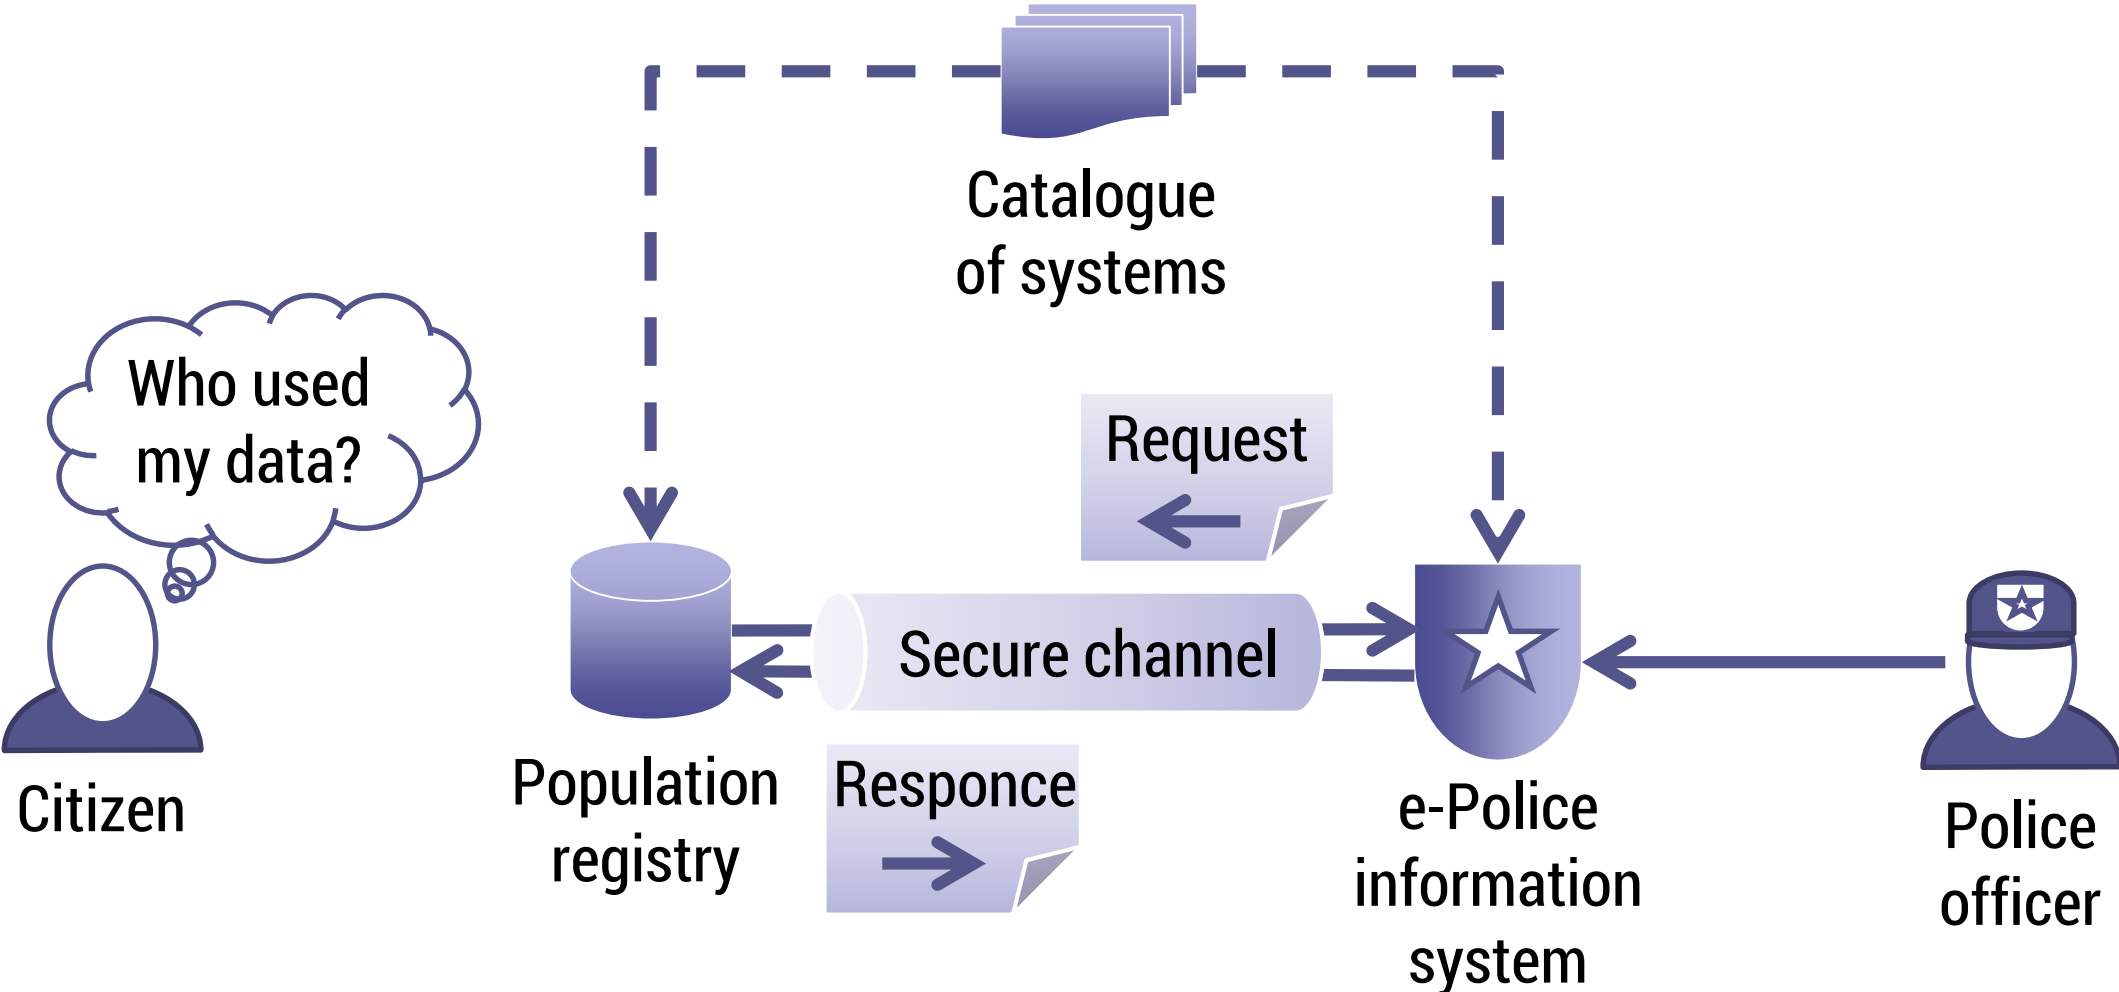 Catalogue
of systems
Who used
my data?
Request
Secure channel
Citizen
Population
registry
Responce
e-Police
information
system
Police
officer